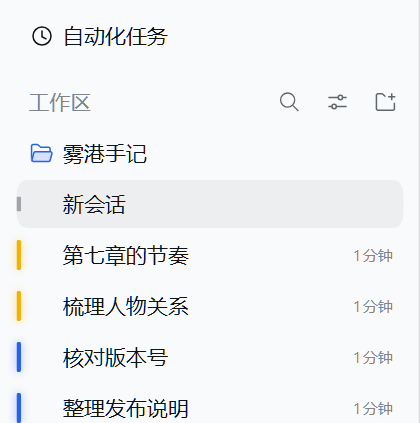 自动化任务
工作区
雾港手记
新会话
第七章的节奏 1分钟
梳理人物关系 1分钟
核对版本号 1分钟
整理发布说明 1分钟